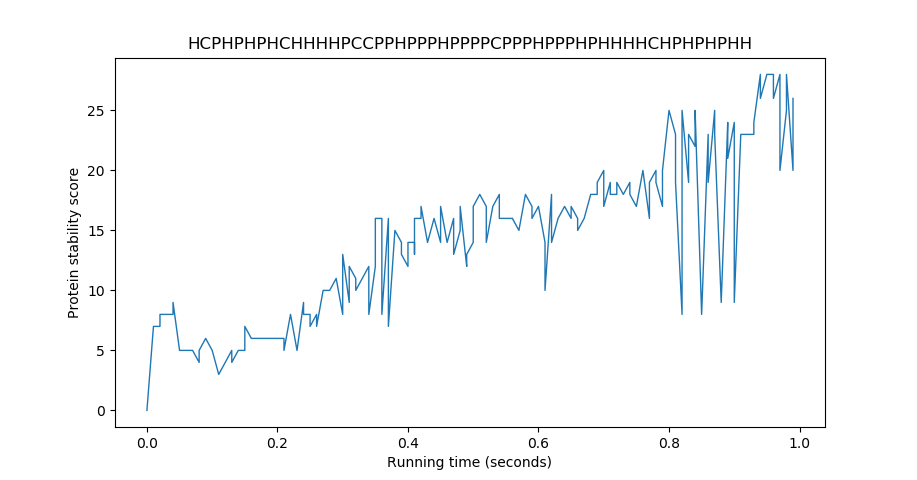 HCPHPHPHCHHHHPCCPPHPPPHPPPPCPPPHPPPHPHHHHCHPHPHPHH
25
20
15
10
5
0
Protein stability score
0.0 0.2 0.4 0.6 0.8 1.0
Running time (seconds)